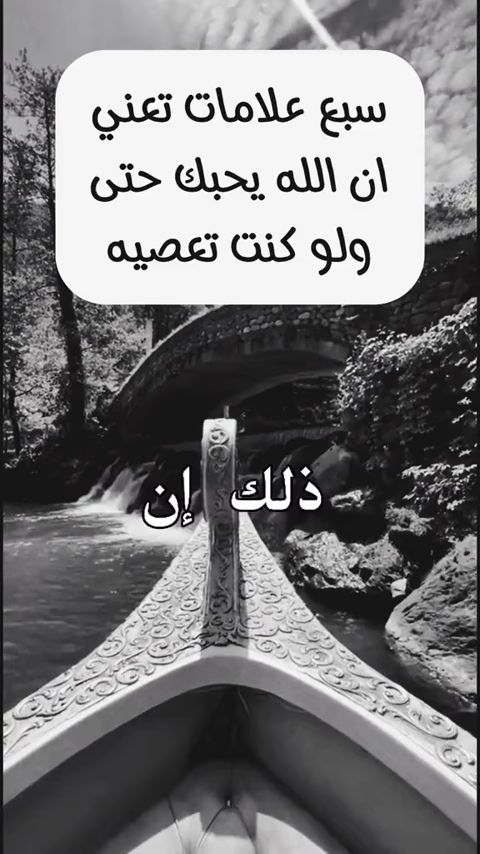 سبع علامات تعني
ان الله يحبك حتى
ولو كنت تعصيه
ذلك إن